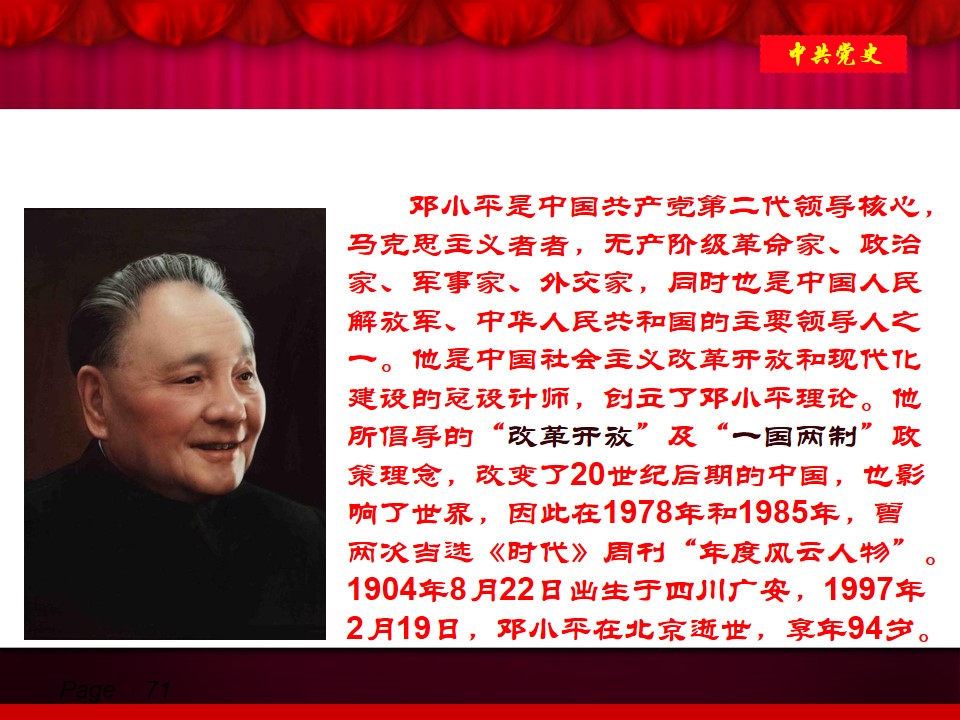 中共党史
邓小平是中国共产党第二代领导核心，
马克思主义者者，无产阶级革命家、政治
家、军事家、外交家，同时也是中国人民
解放军、中华人民共和国的主要领导人之
一。他是中国社会主义改革开放和现代化
建设的总设计师，创立了邓小平理论。他
所倡导的“改革开放”及“一国两制”政
策理念，改变了20世纪后期的中国，也影
响了世界，因此在1978年和1985年，曾
两次当选《时代》周刊“年度风云人物”。
1904年8月22日出生于四川广安，1997年
2月19日，邓小平在北京逝世，享年94岁。
Page 71